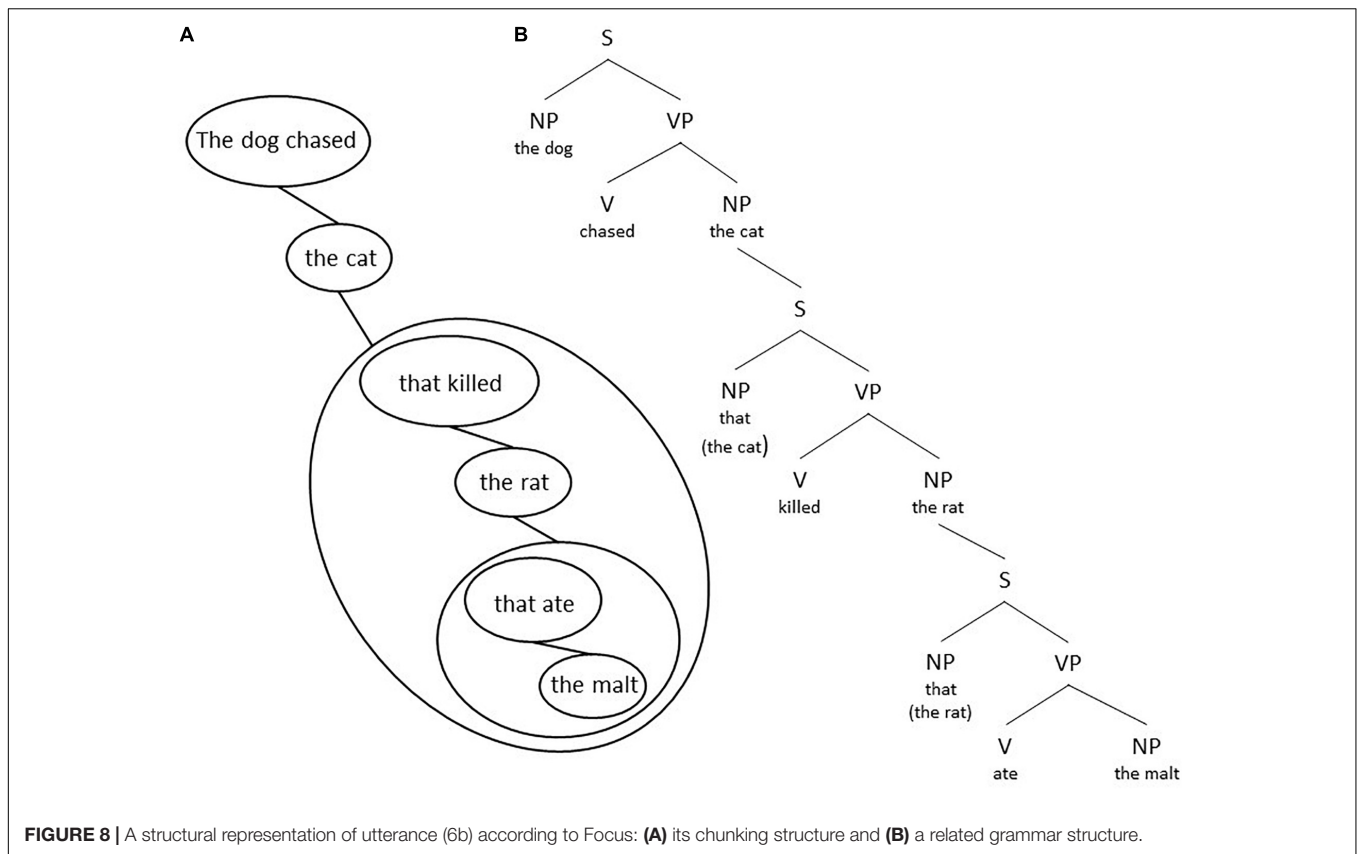 A
B
S
The dog chased
NP
VP
the dog
the cat
V
NP
chased
the cat
S
that killed
NP
VP
that
(the cat)
the rat
V
NP
killed
the rat
S
that ate
NP
VP
that
(the rat)
the malt
V
NP
ate
the malt
FIGURE 8 | A structural representation of utterance (6b) according to Focus: (A) its chunking structure and (B) a related grammar structure.